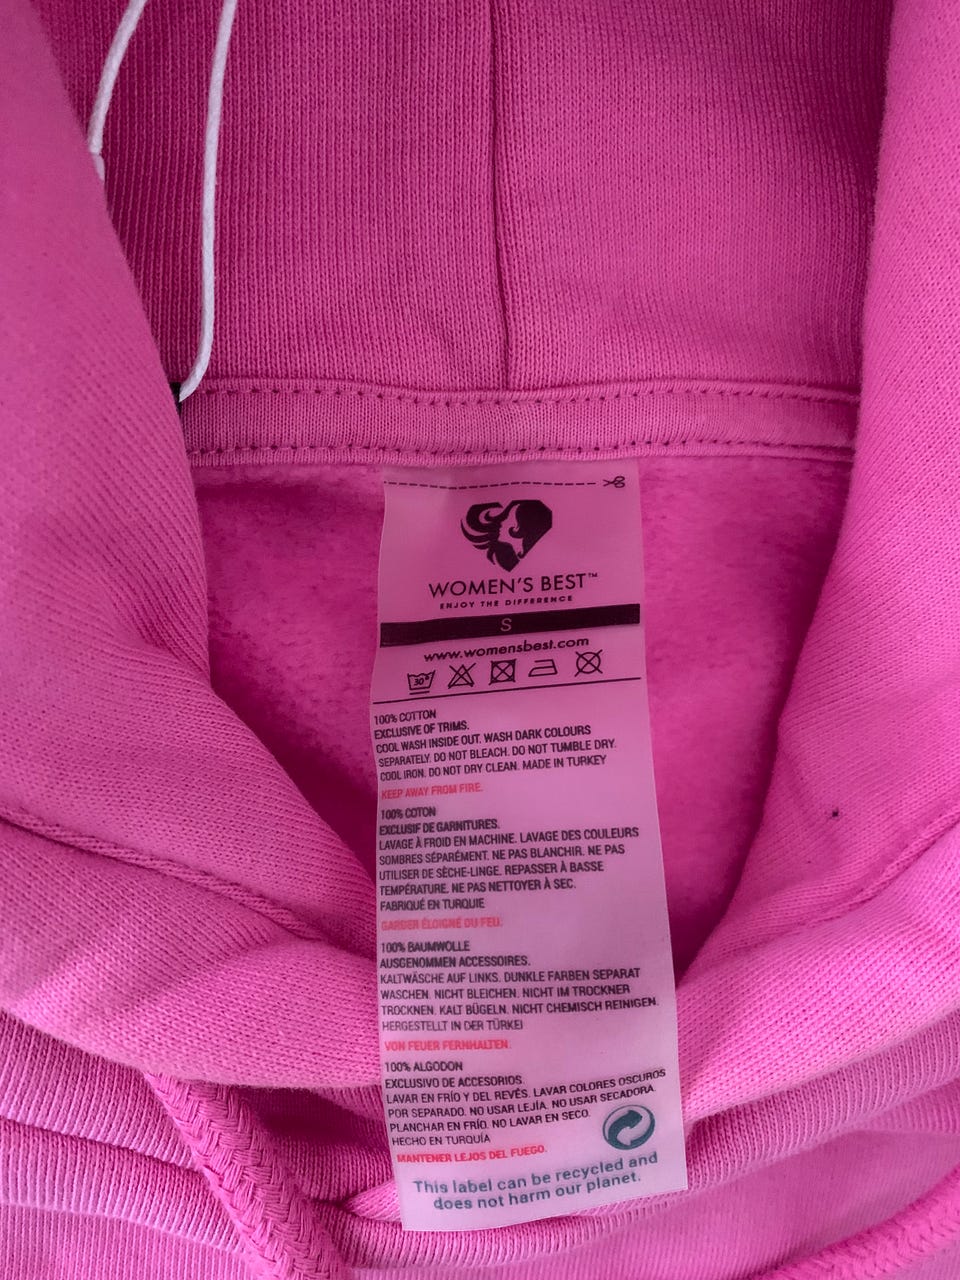 WOMEN'S BEST™
ENJOY THE DIFFERENCE
S
www.womensbest.com
30°
100% COTTON
EXCLUSIVE OF TRIMS.
COOL WASH INSIDE OUT. WASH DARK COLOURS
SEPARATELY. DO NOT BLEACH. DO NOT TUMBLE DRY.
COOL IRON. DO NOT DRY CLEAN. MADE IN TURKEY
KEEP AWAY FROM FIRE.
100% COTON
EXCLUSIF DE GARNITURES.
LAVAGE À FROID EN MACHINE. LAVAGE DES COULEURS
SOMBRES SÉPARÉMENT. NE PAS BLANCHIR. NE PAS
UTILISER DE SÈCHE-LINGE. REPASSER À BASSE
TEMPÉRATURE. NE PAS NETTOYER À SEC.
FABRIQUÉ EN TURQUIE
GARDER ÉLOIGNÉ DU FEU.
100% BAUMWOLLE
AUSGENOMMEN ACCESSOIRES.
KALTWÄSCHE AUF LINKS. DUNKLE FARBEN SEPARAT
WASCHEN. NICHT BLEICHEN. NICHT IM TROCKNER
TROCKNEN. KALT BÜGELN. NICHT CHEMISCH REINIGEN.
HERGESTELLT IN DER TÜRKEI
VON FEUER FERNHALTEN.
100% ALGODON
EXCLUSIVO DE ACCESORIOS.
LAVAR EN FRÍO Y DEL REVÉS. LAVAR COLORES OSCUROS
POR SEPARADO. NO USAR LEJÍA. NO USAR SECADORA.
PLANCHAR EN FRÍO. NO LAVAR EN SECO.
HECHO EN TURQUÍA
MANTENER LEJOS DEL FUEGO.
This label can be recycled and
does not harm our planet.